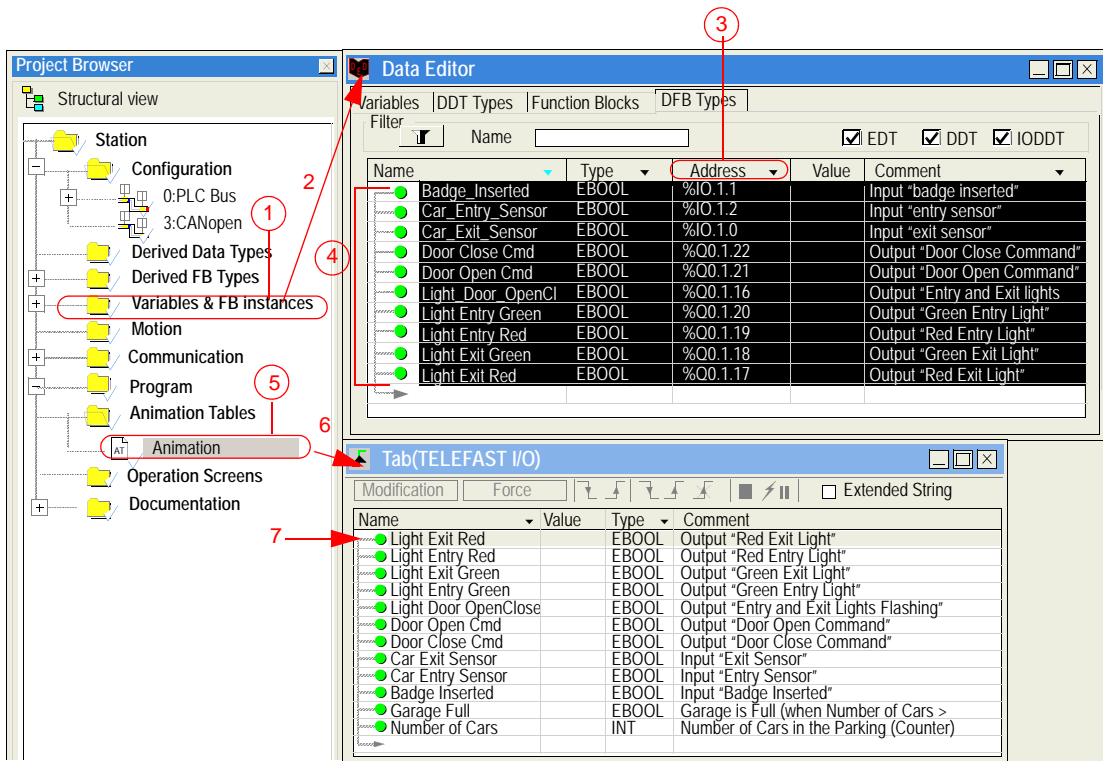 3
Project Browser
Structural view
Station
Configuration
0:PLC Bus
3:CANopen
Derived Data Types
Derived FB Types
Variables & FB instances
Motion
Communication
Program
Animation Tables
AT Animation
Operation Screens
Documentation
1
2
4
5
6
7
Data Editor
Variables DDT Types Function Blocks DFB Types
Filter
Name
EDT DDT IODDT
Name Type Address Value Comment
Badge_Inserted EBOOL %IO.1.1 Input “badge inserted”
Car_Entry_Sensor EBOOL %IO.1.2 Input “entry sensor”
Car_Exit_Sensor EBOOL %IO.1.0 Input “exit sensor”
Door Close Cmd EBOOL %Q0.1.22 Output “Door Close Command”
Door Open Cmd EBOOL %Q0.1.21 Output “Door Open Command”
Light_Door_OpenCl EBOOL %Q0.1.16 Output “Entry and Exit lights
Light Entry Green EBOOL %Q0.1.20 Output “Green Entry Light”
Light Entry Red EBOOL %Q0.1.19 Output “Red Entry Light”
Light Exit Green EBOOL %Q0.1.18 Output “Green Exit Light”
Light Exit Red EBOOL %Q0.1.17 Output “Red Exit Light”
Tab(TELEFAST I/O)
Modification Force Extended String
Name Value Type Comment
Light Exit Red EBOOL Output “Red Exit Light”
Light Entry Red EBOOL Output “Red Entry Light”
Light Exit Green EBOOL Output “Green Exit Light”
Light Entry Green EBOOL Output “Green Entry Light”
Light Door OpenClose EBOOL Output “Entry and Exit Lights Flashing”
Door Open Cmd EBOOL Output “Door Open Command”
Door Close Cmd EBOOL Output “Door Close Command”
Car Exit Sensor EBOOL Input “Exit Sensor”
Car Entry Sensor EBOOL Input “Entry Sensor”
Badge Inserted EBOOL Input “Badge Inserted”
Garage Full EBOOL Garage is Full (when Number of Cars >
Number of Cars INT Number of Cars in the Parking (Counter)